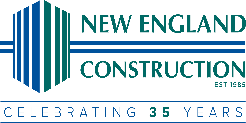 NEW ENGLAND
CONSTRUCTION
EST 1985
CELEBRATING 35 YEARS